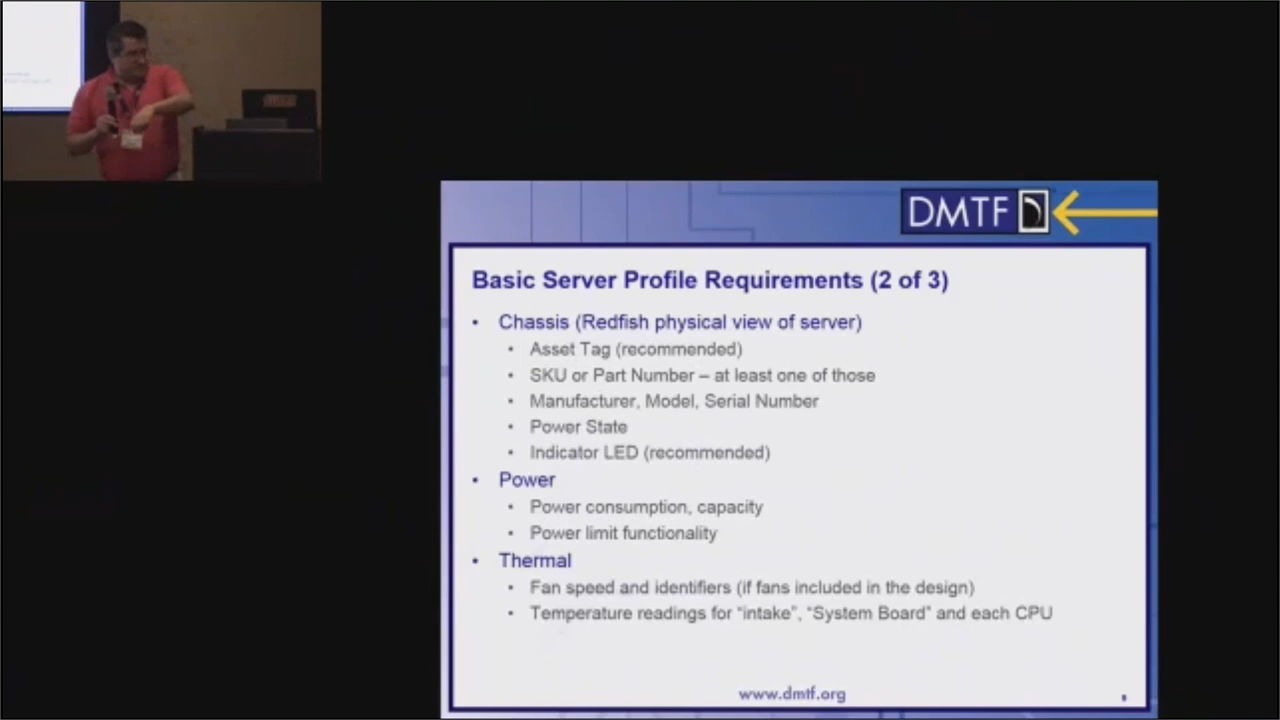 DMTF
Basic Server Profile Requirements (2 of 3)
• Chassis (Redfish physical view of server)
• Asset Tag (recommended)
• SKU or Part Number – at least one of those
• Manufacturer, Model, Serial Number
• Power State
• Indicator LED (recommended)
• Power
• Power consumption, capacity
• Power limit functionality
• Thermal
• Fan speed and identifiers (if fans included in the design)
• Temperature readings for “intake”, “System Board” and each CPU
www.dmtf.org